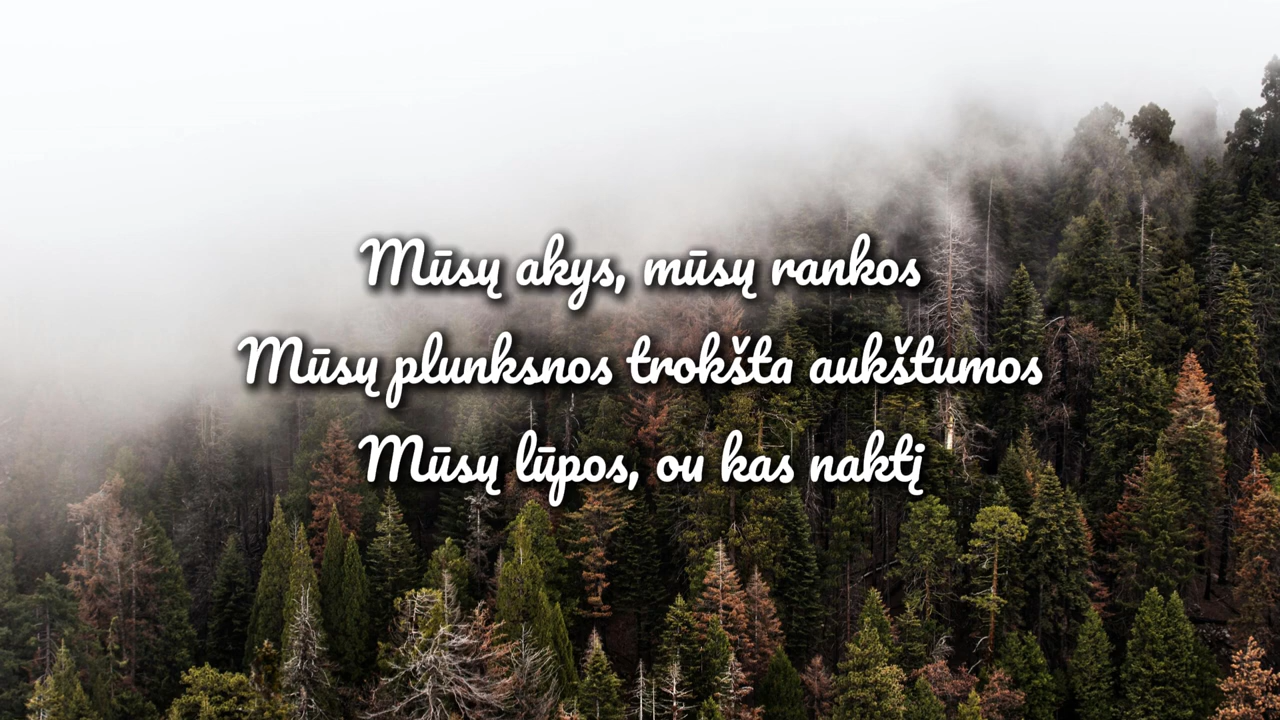 Mūsų akys, mūsų rankos
Mūsų plunksnos trokšta aukštumos
Mūsų lūpos, ou kas naktį